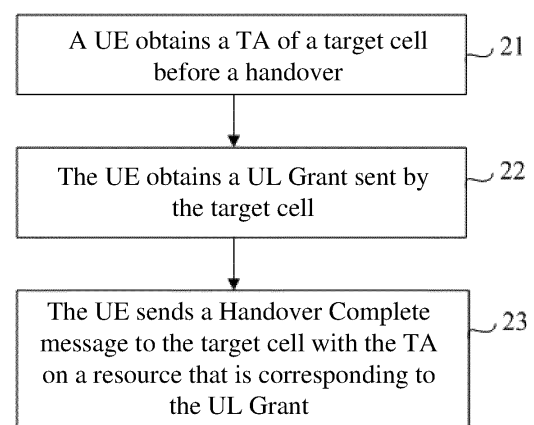 A UE obtains a TA of a target cell
before a handover
21
The UE obtains a UL Grant sent by
the target cell
22
The UE sends a Handover Complete
message to the target cell with the TA
on a resource that is corresponding to
the UL Grant
23